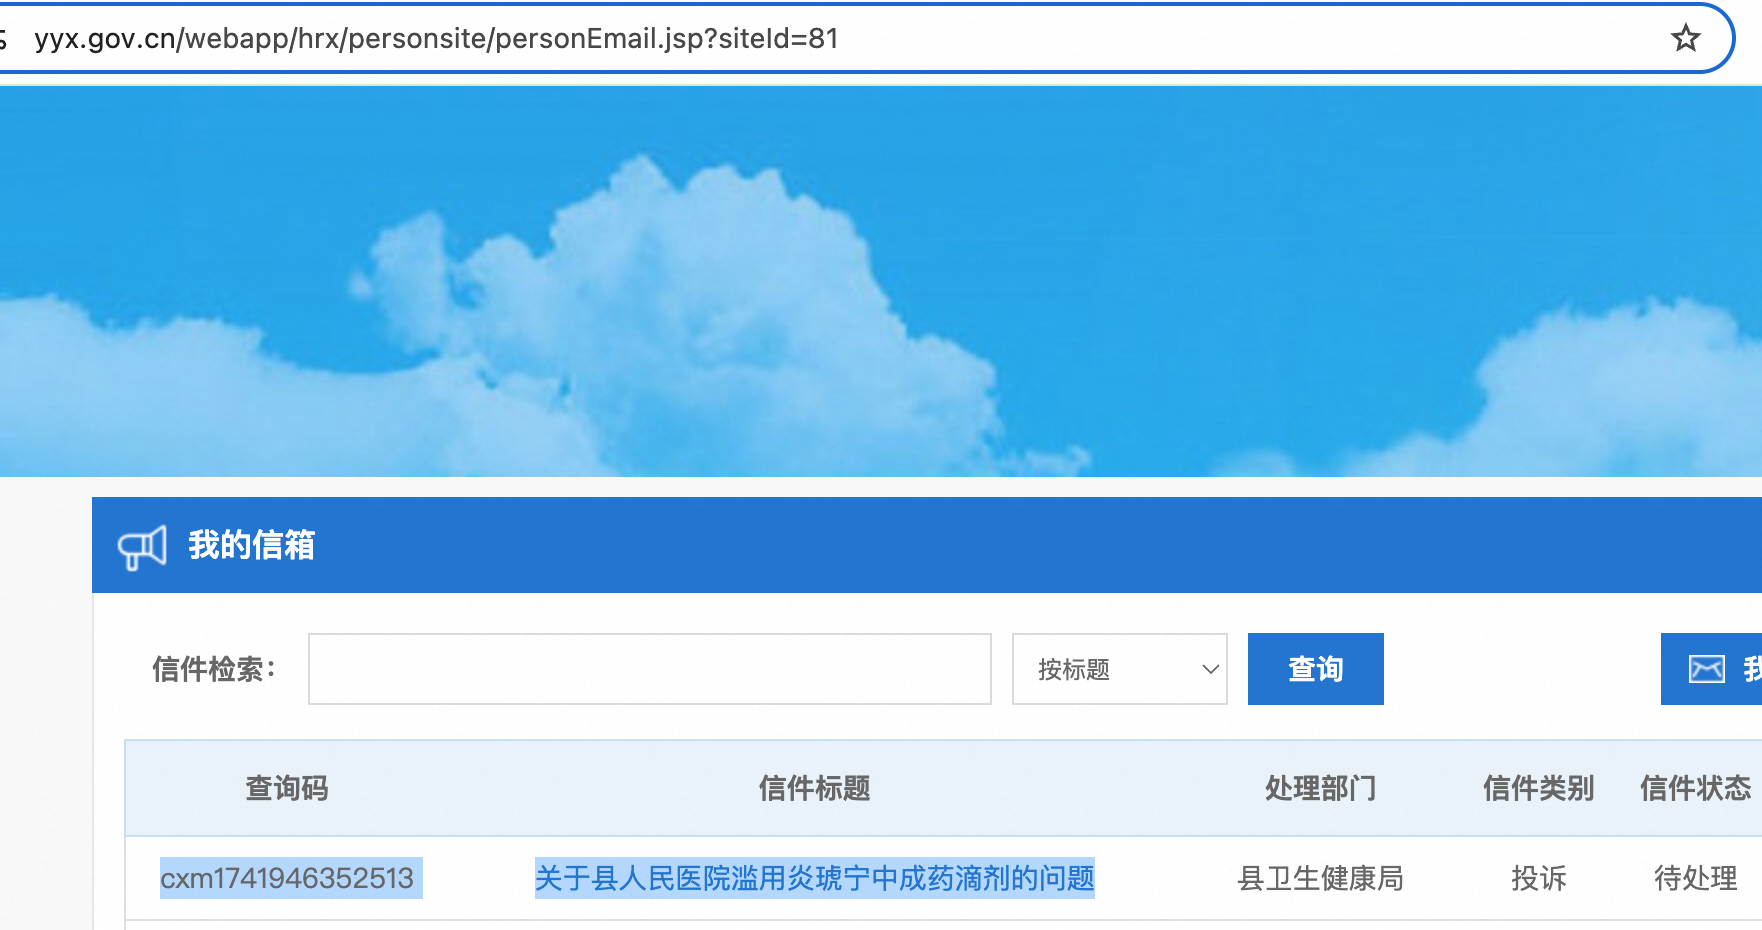 yyx.gov.cn/webapp/hrx/personsite/personEmail.jsp?siteId=81
我的信箱
信件检索： 按标题 查询
查询码 信件标题 处理部门 信件类别 信件状态
cxm1741946352513 关于县人民医院滥用炎琥宁中成药滴剂的问题 县卫生健康局 投诉 待处理